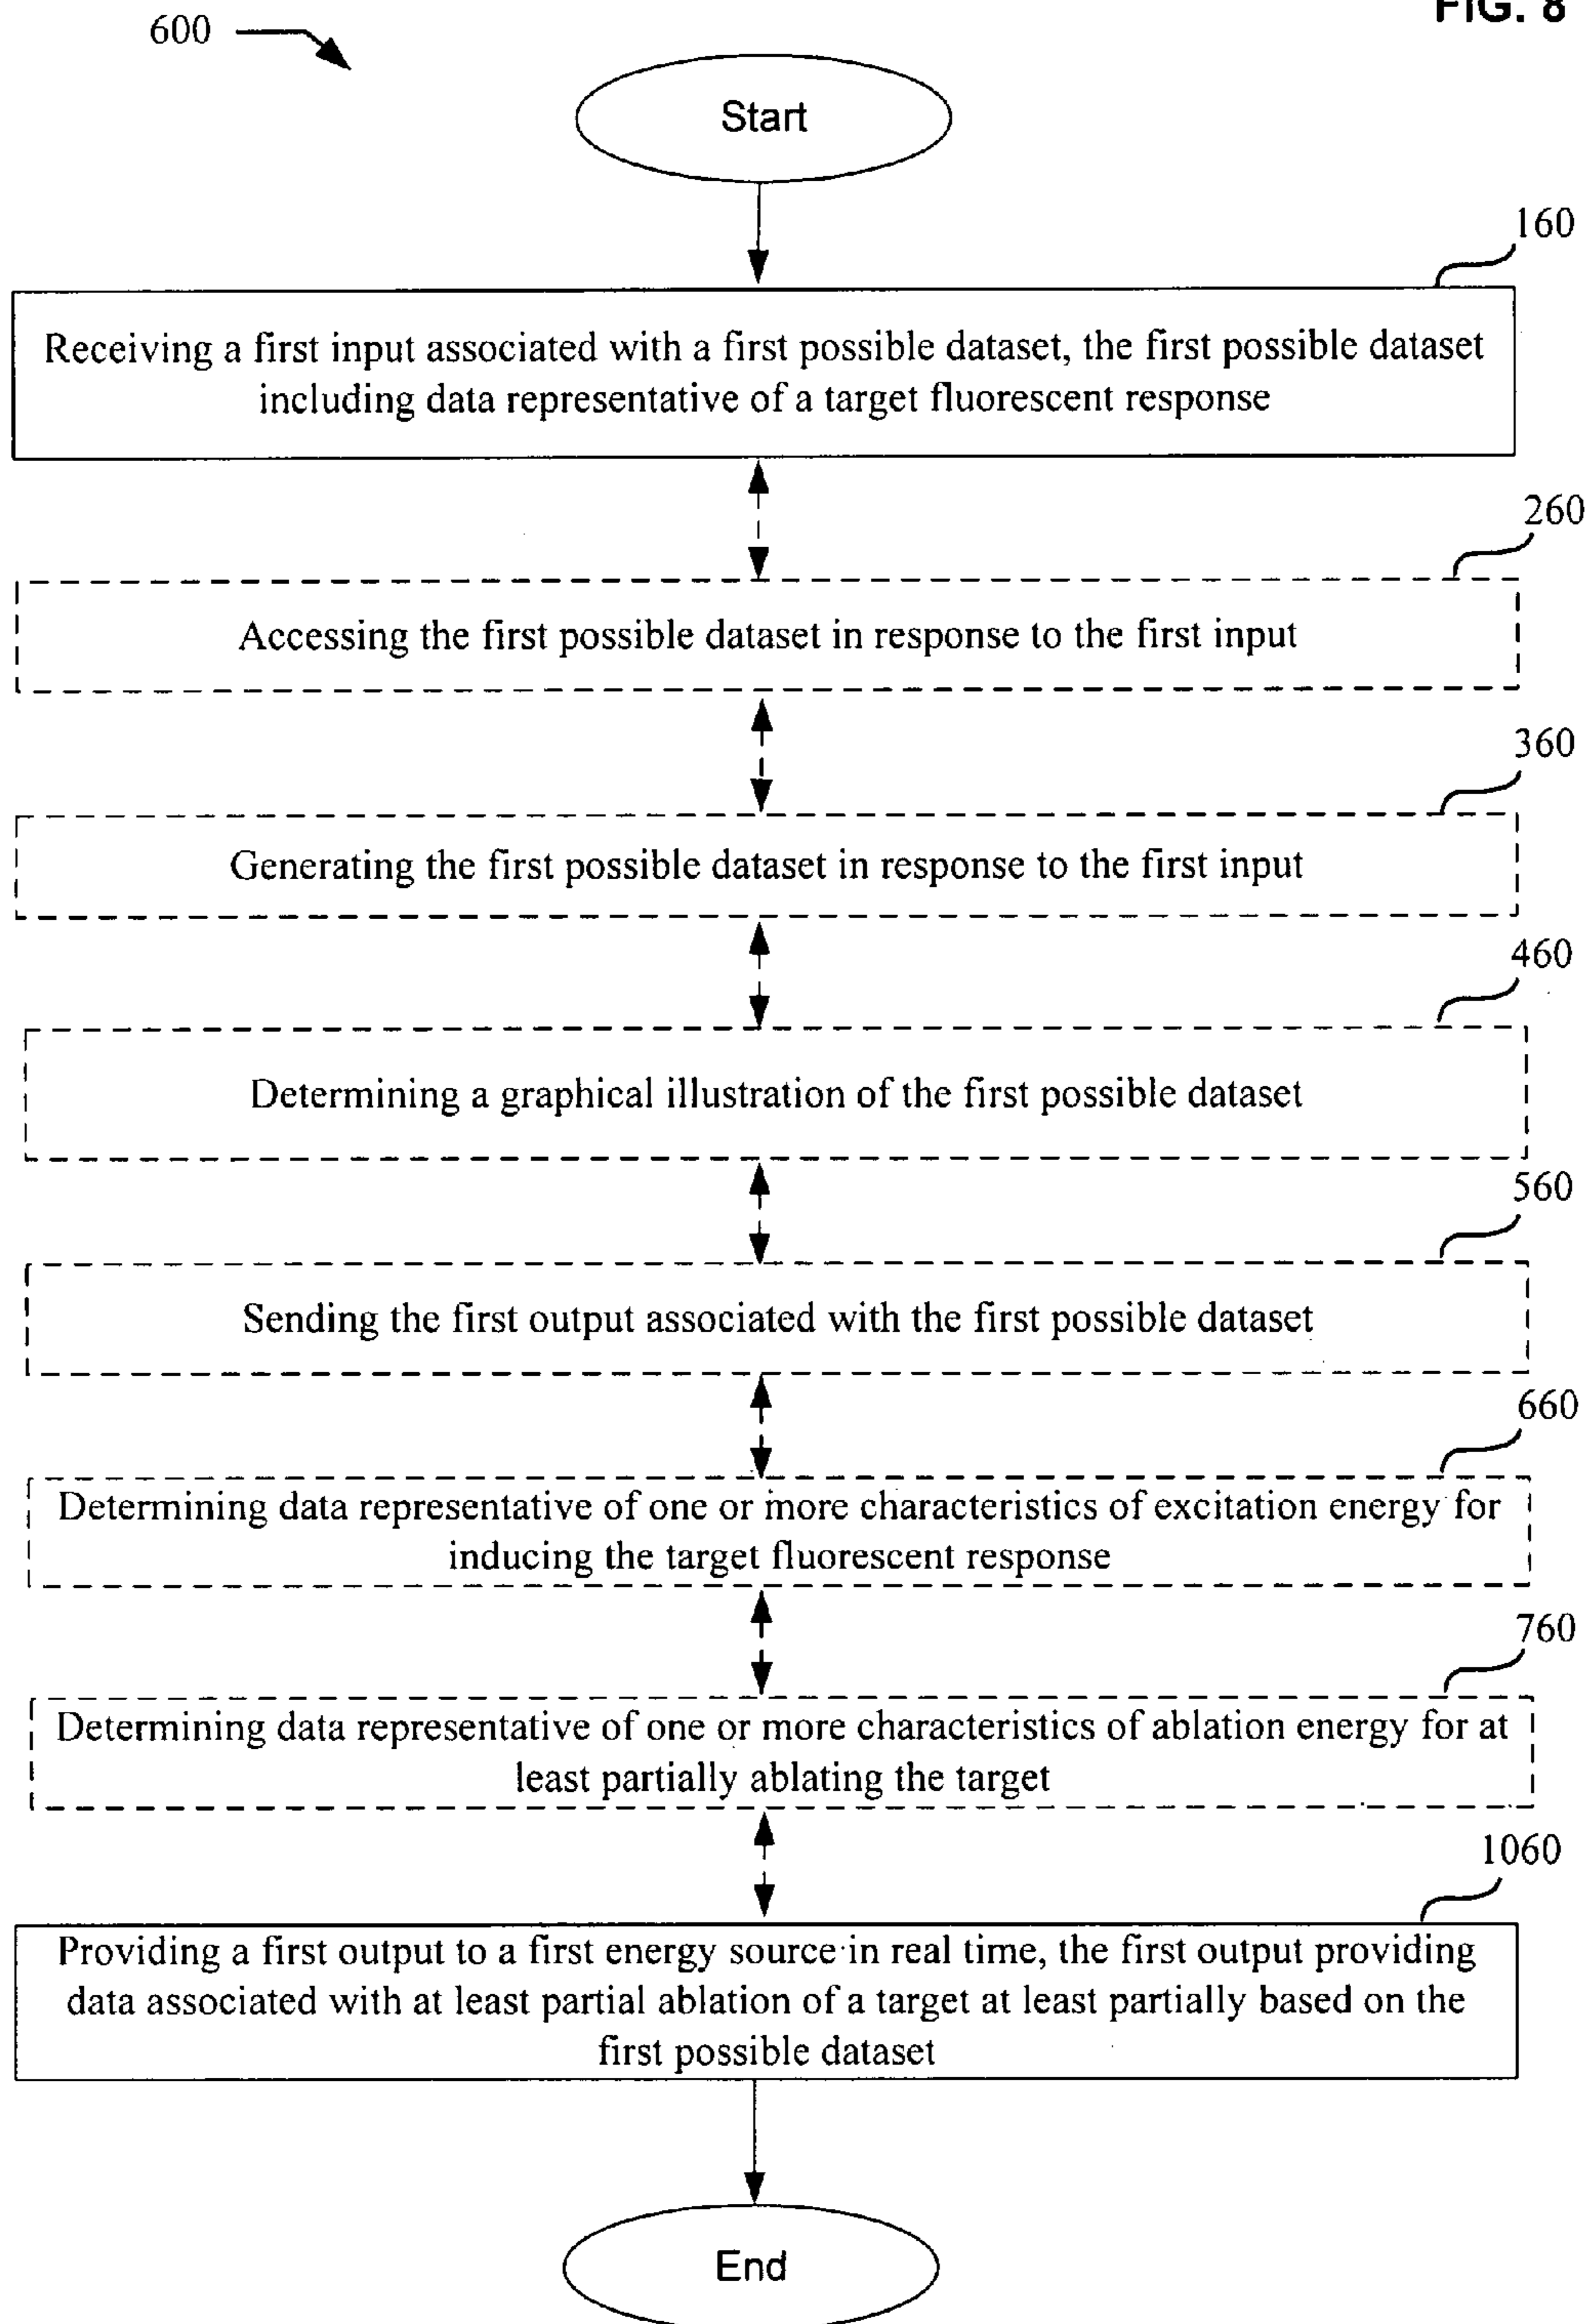 FIG. 8
600
Start
160
Receiving a first input associated with a first possible dataset, the first possible dataset
including data representative of a target fluorescent response
260
Accessing the first possible dataset in response to the first input
360
Generating the first possible dataset in response to the first input
460
Determining a graphical illustration of the first possible dataset
560
Sending the first output associated with the first possible dataset
660
Determining data representative of one or more characteristics of excitation energy for
inducing the target fluorescent response
760
Determining data representative of one or more characteristics of ablation energy for at
least partially ablating the target
1060
Providing a first output to a first energy source in real time, the first output providing
data associated with at least partial ablation of a target at least partially based on the
first possible dataset
End